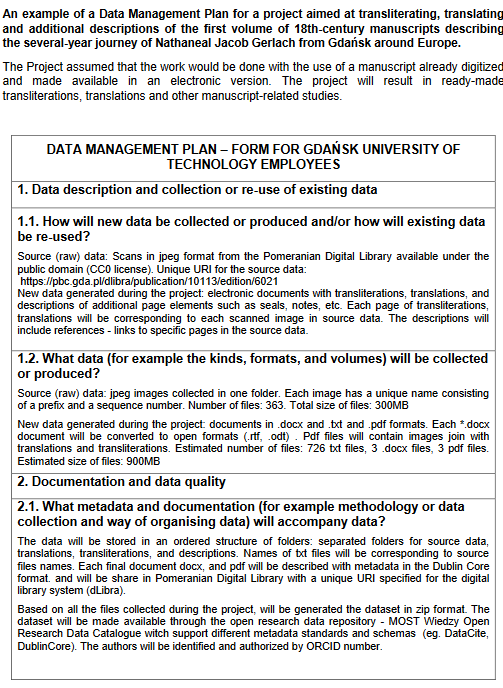 An example of a Data Management Plan for a project aimed at transliterating, translating
and additional descriptions of the first volume of 18th-century manuscripts describing
the several-year journey of Nathaneal Jacob Gerlach from Gdańsk around Europe.
The Project assumed that the work would be done with the use of a manuscript already digitized
and made available in an electronic version. The project will result in ready-made
transliterations, translations and other manuscript-related studies.
DATA MANAGEMENT PLAN – FORM FOR GDAŃSK UNIVERSITY OF
TECHNOLOGY EMPLOYEES
1. Data description and collection or re-use of existing data
1.1. How will new data be collected or produced and/or how will existing data
be re-used?
Source (raw) data: Scans in jpeg format from the Pomeranian Digital Library available under the
public domain (CC0 license). Unique URI for the source data:
https://pbc.gda.pl/dlibra/publication/10113/edition/6021
New data generated during the project: electronic documents with transliterations, translations, and
descriptions of additional page elements such as seals, notes, etc. Each page of transliterations,
translations will be corresponding to each scanned image in source data. The descriptions will
include references - links to specific pages in the source data.
1.2. What data (for example the kinds, formats, and volumes) will be collected
or produced?
Source (raw) data: jpeg images collected in one folder. Each image has a unique name consisting
of a prefix and a sequence number. Number of files: 363. Total size of files: 300MB
New data generated during the project: documents in .docx and .txt and .pdf formats. Each *.docx
document will be converted to open formats (.rtf, .odt) . Pdf files will contain images join with
translations and transliterations. Estimated number of files: 726 txt files, 3 .docx files, 3 pdf files.
Estimated size of files: 900MB
2. Documentation and data quality
2.1. What metadata and documentation (for example methodology or data
collection and way of organising data) will accompany data?
The data will be stored in an ordered structure of folders: separated folders for source data,
translations, transliterations, and descriptions. Names of txt files will be corresponding to source
files names. Each final document docx, and pdf will be described with metadata in the Dublin Core
format. and will be share in Pomeranian Digital Library with a unique URI specified for the digital
library system (dLibra).
Based on all the files collected during the project, will be generated the dataset in zip format. The
dataset will be made available through the open research data repository - MOST Wiedzy Open
Research Data Catalogue witch support different metadata standards and schemas (eg. DataCite,
DublinCore). The authors will be identified and authorized by ORCID number.